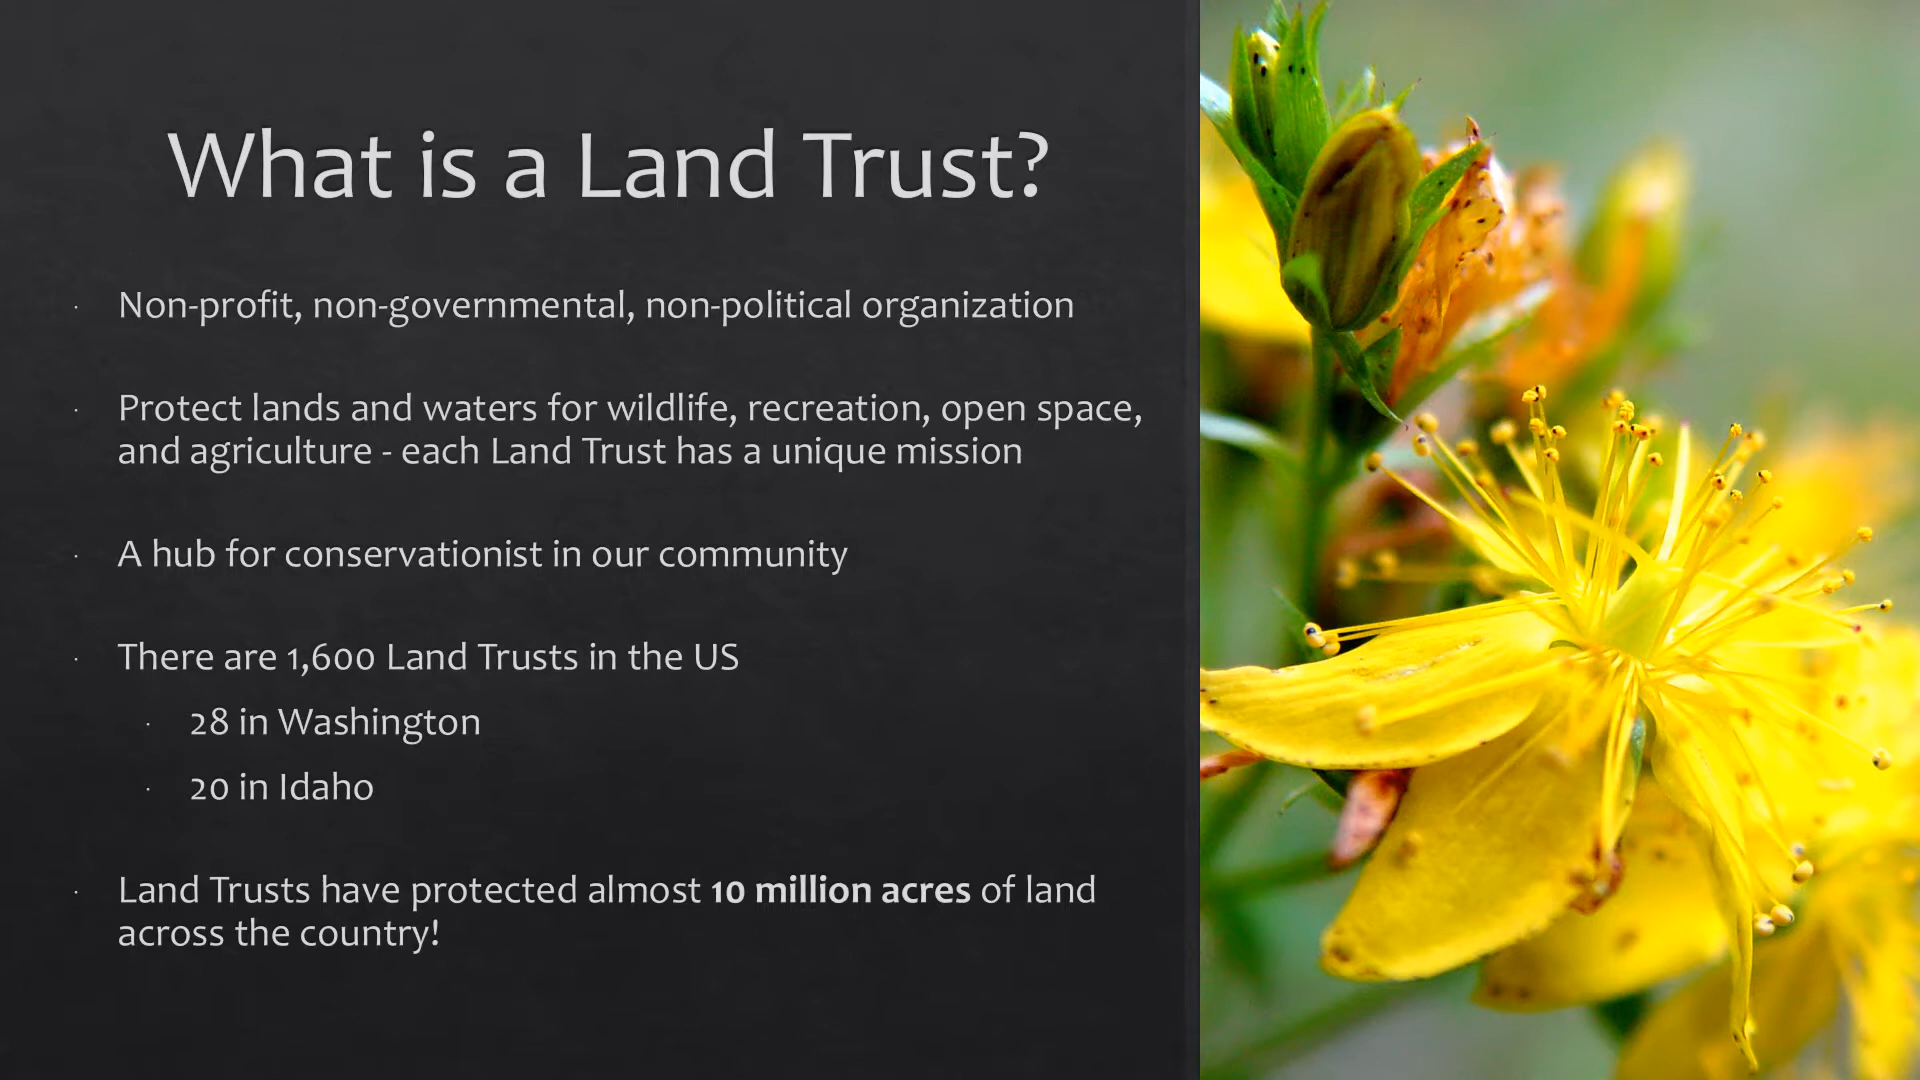 What is a Land Trust?
· Non-profit, non-governmental, non-political organization
· Protect lands and waters for wildlife, recreation, open space,
and agriculture - each Land Trust has a unique mission
· A hub for conservationist in our community
· There are 1,600 Land Trusts in the US
· 28 in Washington
· 20 in Idaho
· Land Trusts have protected almost 10 million acres of land
across the country!